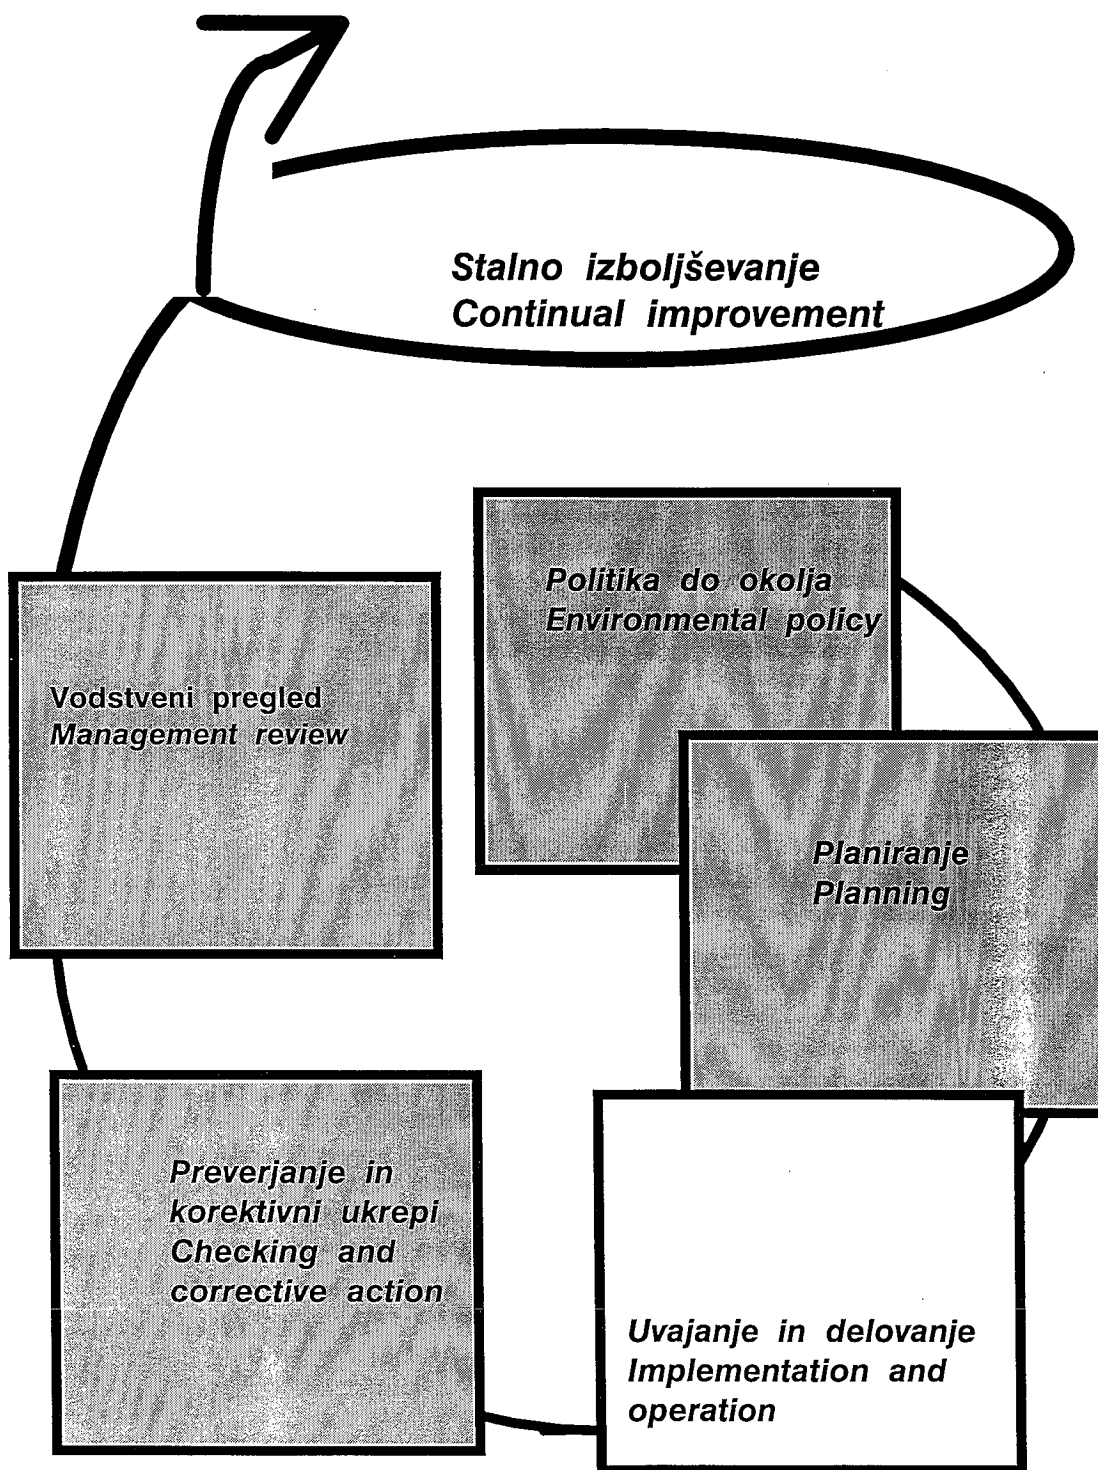 Stalno izboljševanje
Continual improvement
Politika do okolja
Environmental policy
Vodstveni pregled
Management review
Planiranje
Planning
Preverjanje in
korektivni ukrepi
Checking and
corrective action
Uvajanje in delovanje
Implementation and
operation